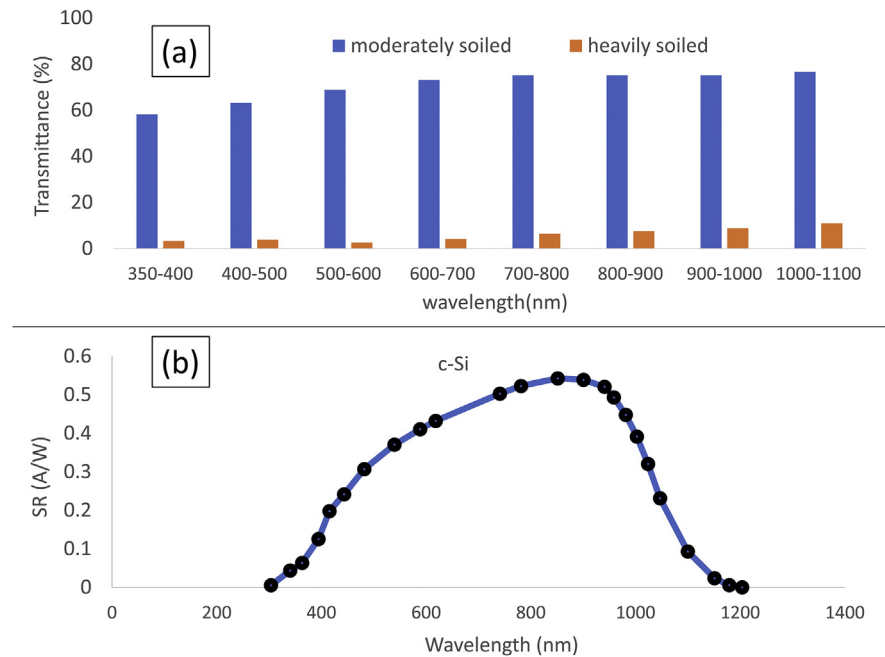 (a)
moderately soiled
heavily soiled
Transmittance (%)
100
80
60
40
20
0
350-400 400-500 500-600 600-700 700-800 800-900 900-1000 1000-1100
wavelength(nm)
(b)
c-Si
SR (A/W)
0.6
0.5
0.4
0.3
0.2
0.1
0
0 200 400 600 800 1000 1200 1400
Wavelength (nm)